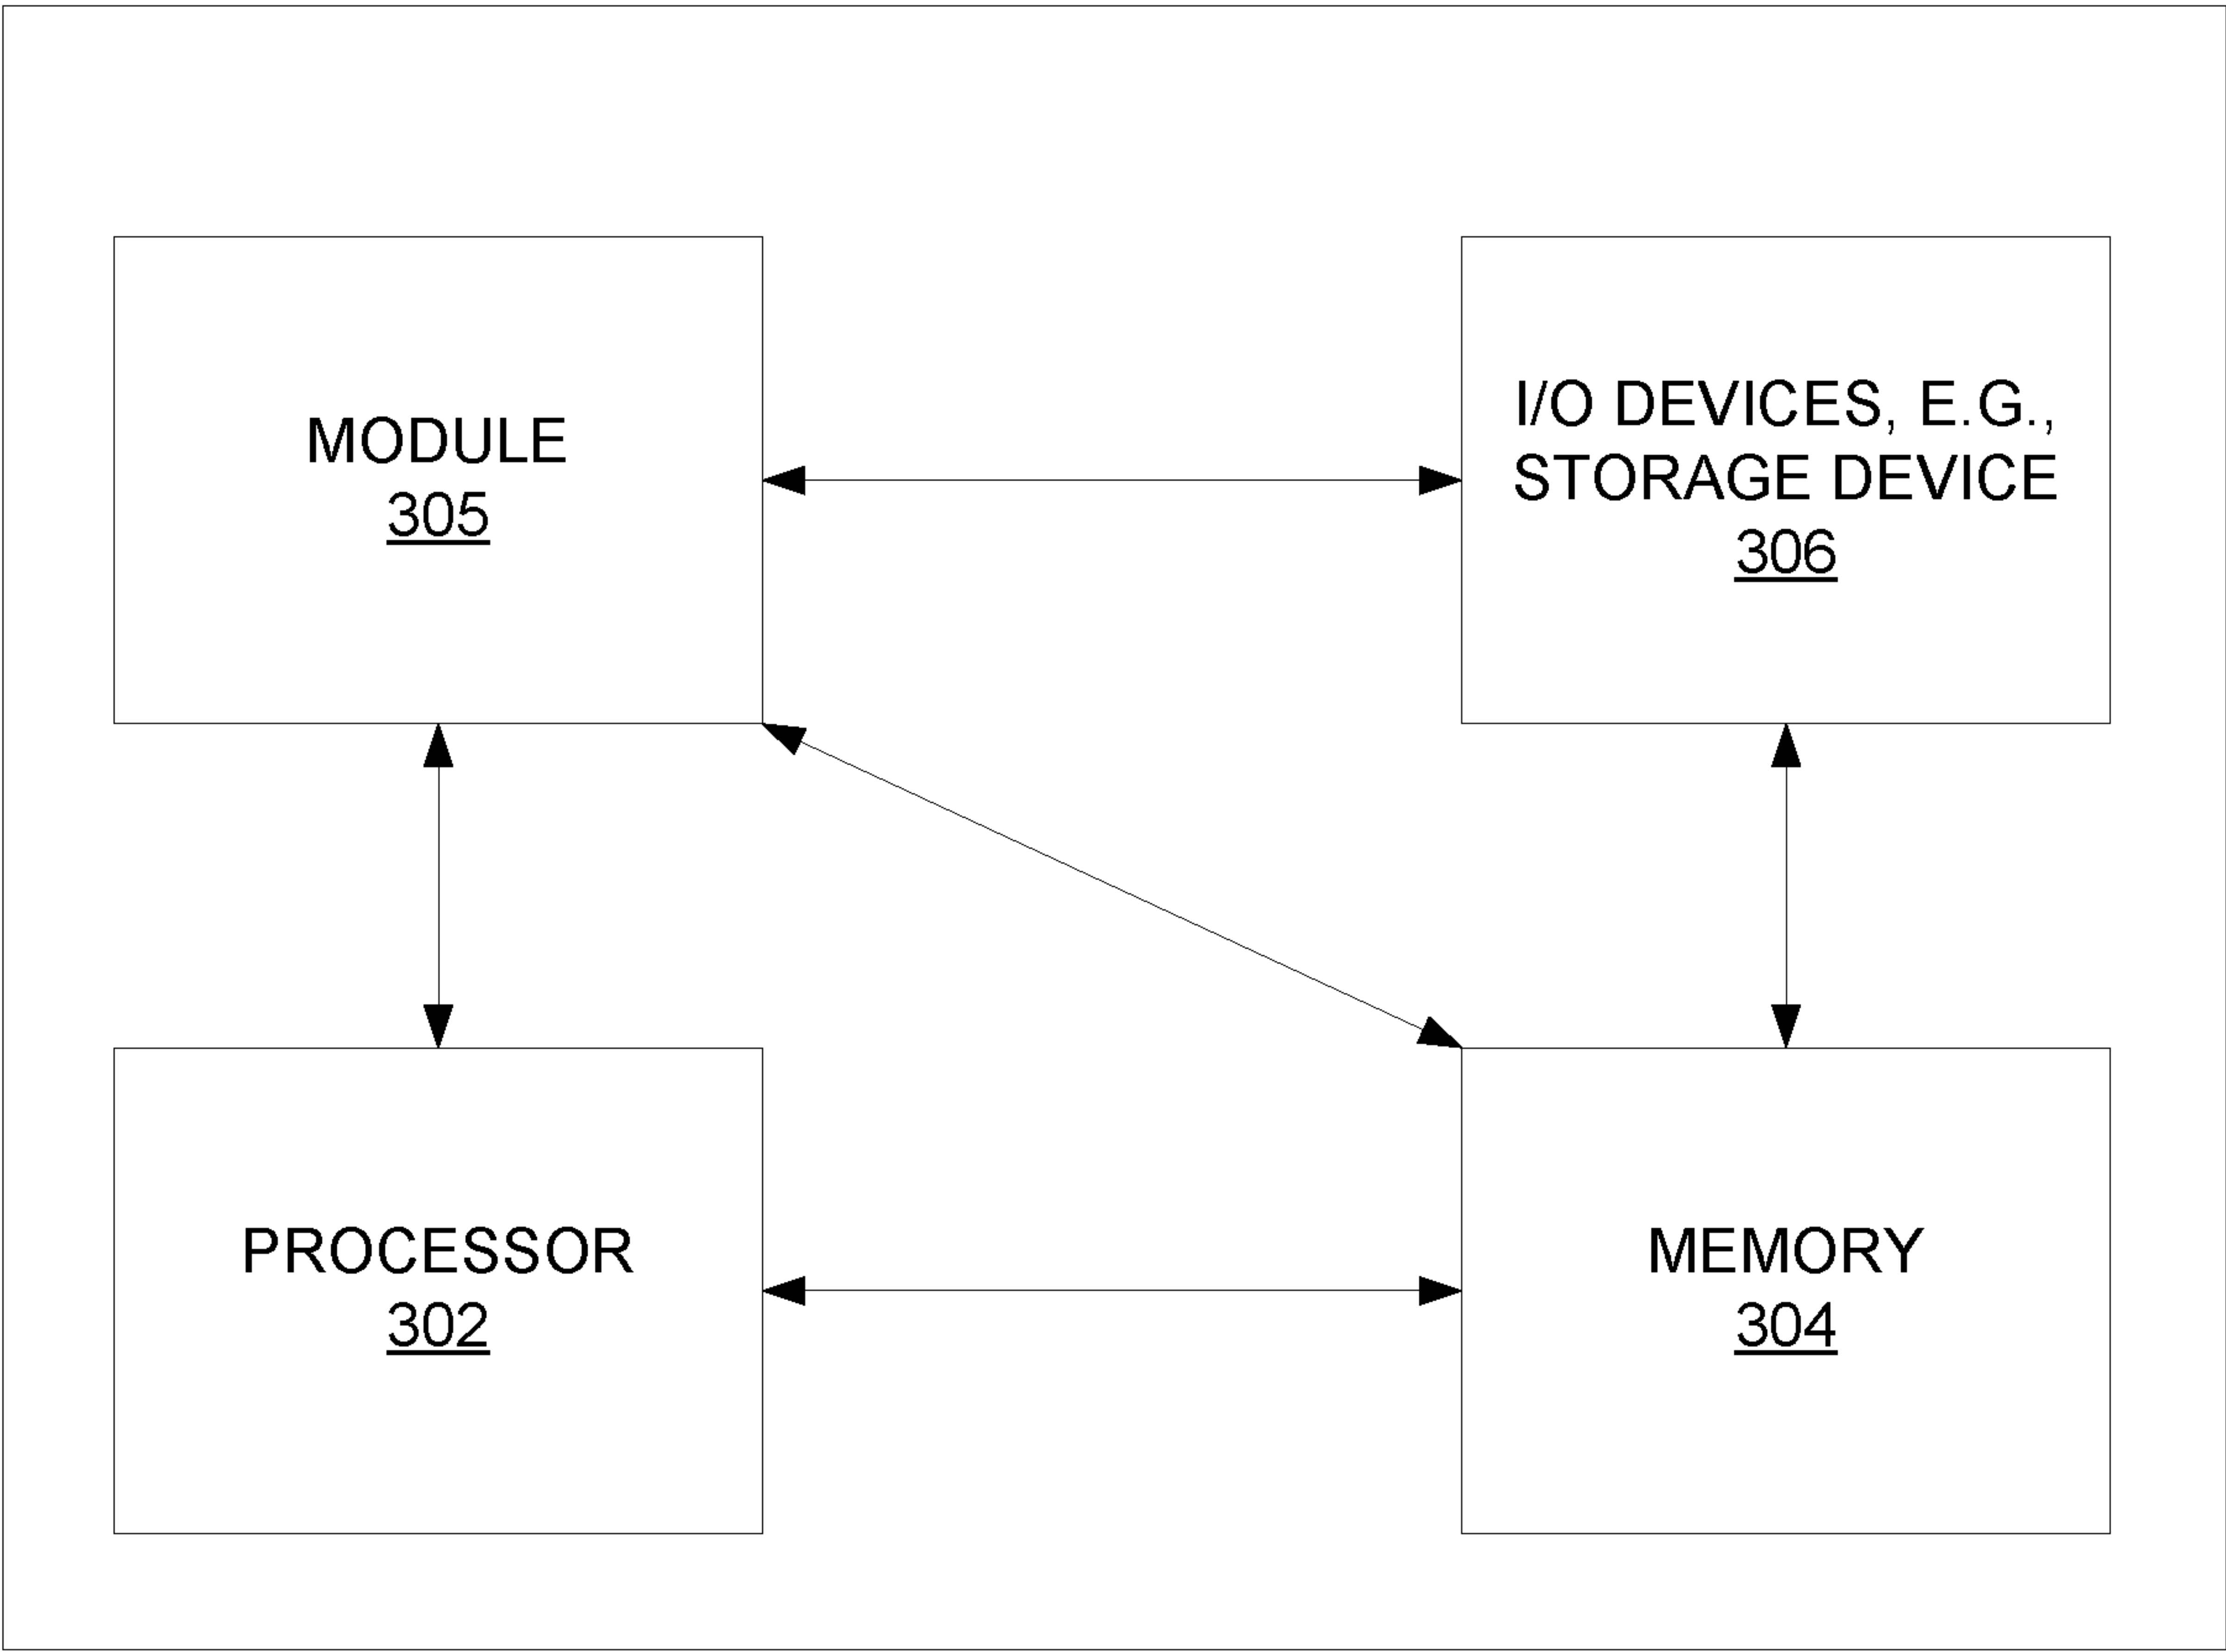 MODULE
305
I/O DEVICES, E.G.,
STORAGE DEVICE
306
PROCESSOR
302
MEMORY
304